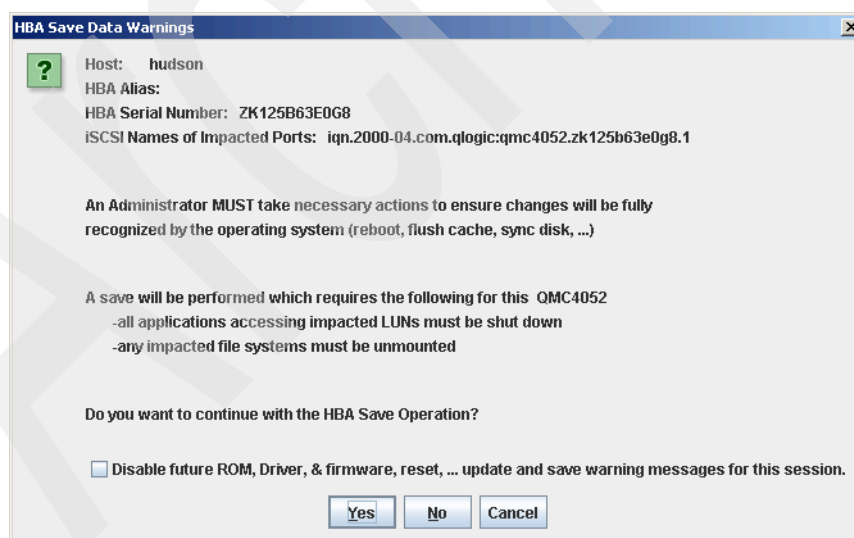 HBA Save Data Warnings
?
Host: hudson
HBA Alias:
HBA Serial Number: ZK125B63E0G8
iSCSI Names of Impacted Ports: iqn.2000-04.com.qlogic:qmc4052.zk125b63e0g8.1
An Administrator MUST take necessary actions to ensure changes will be fully
recognized by the operating system (reboot, flush cache, sync disk, ...)
A save will be performed which requires the following for this QMC4052
-all applications accessing impacted LUNs must be shut down
-any impacted file systems must be unmounted
Do you want to continue with the HBA Save Operation?
Disable future ROM, Driver, & firmware, reset, ... update and save warning messages for this session.
Yes No Cancel